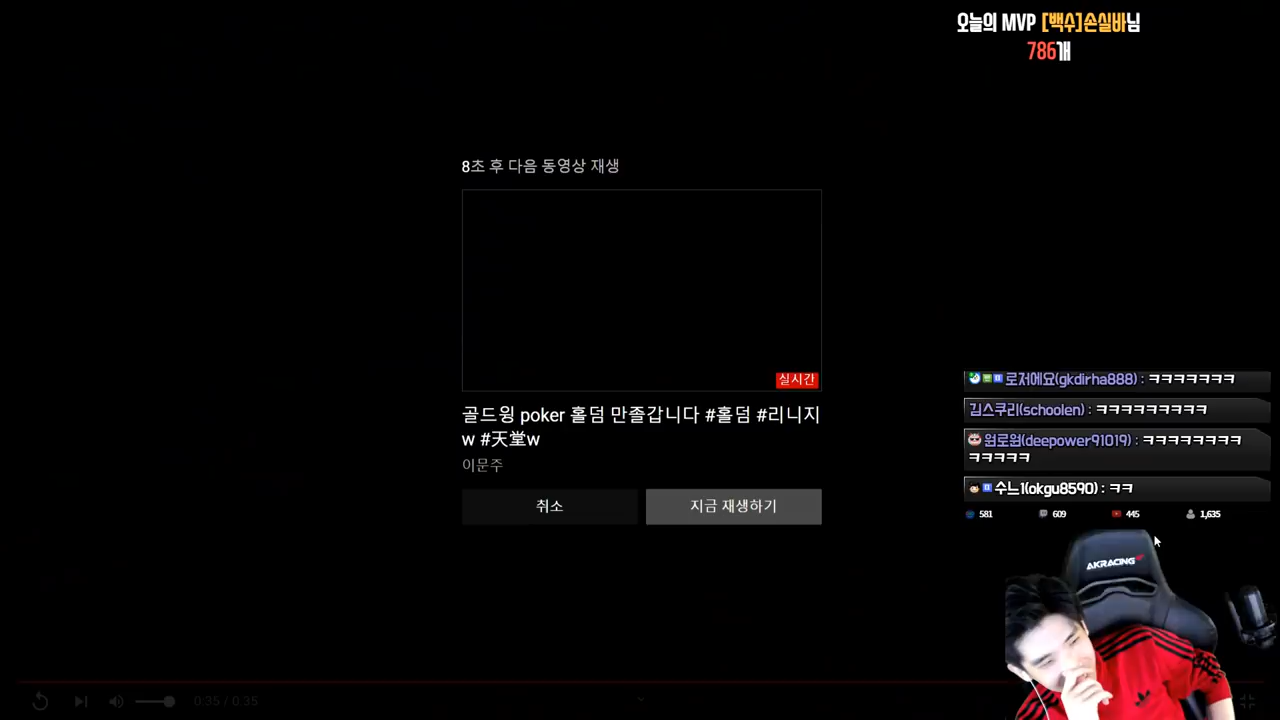 오늘의 MVP [백수]손실바님
786개
8초 후 다음 동영상 재생
실시간
골드윙 poker 홀덤 만졸갑니다 #홀덤 #리니지
w #天堂w
이문주
취소
지금 재생하기
로저에요(gkdirha888) : ㅋㅋㅋㅋㅋㅋㅋ
김스쿠리(schoolen) : ㅋㅋㅋㅋㅋㅋㅋㅋㅋ
원로원(deepower91019) : ㅋㅋㅋㅋㅋㅋㅋㅋ
ㅋㅋㅋㅋㅋ
수느1(okgu8590) : ㅋㅋ
581 609 445 1,635
AKRACING
0:35 / 0:35